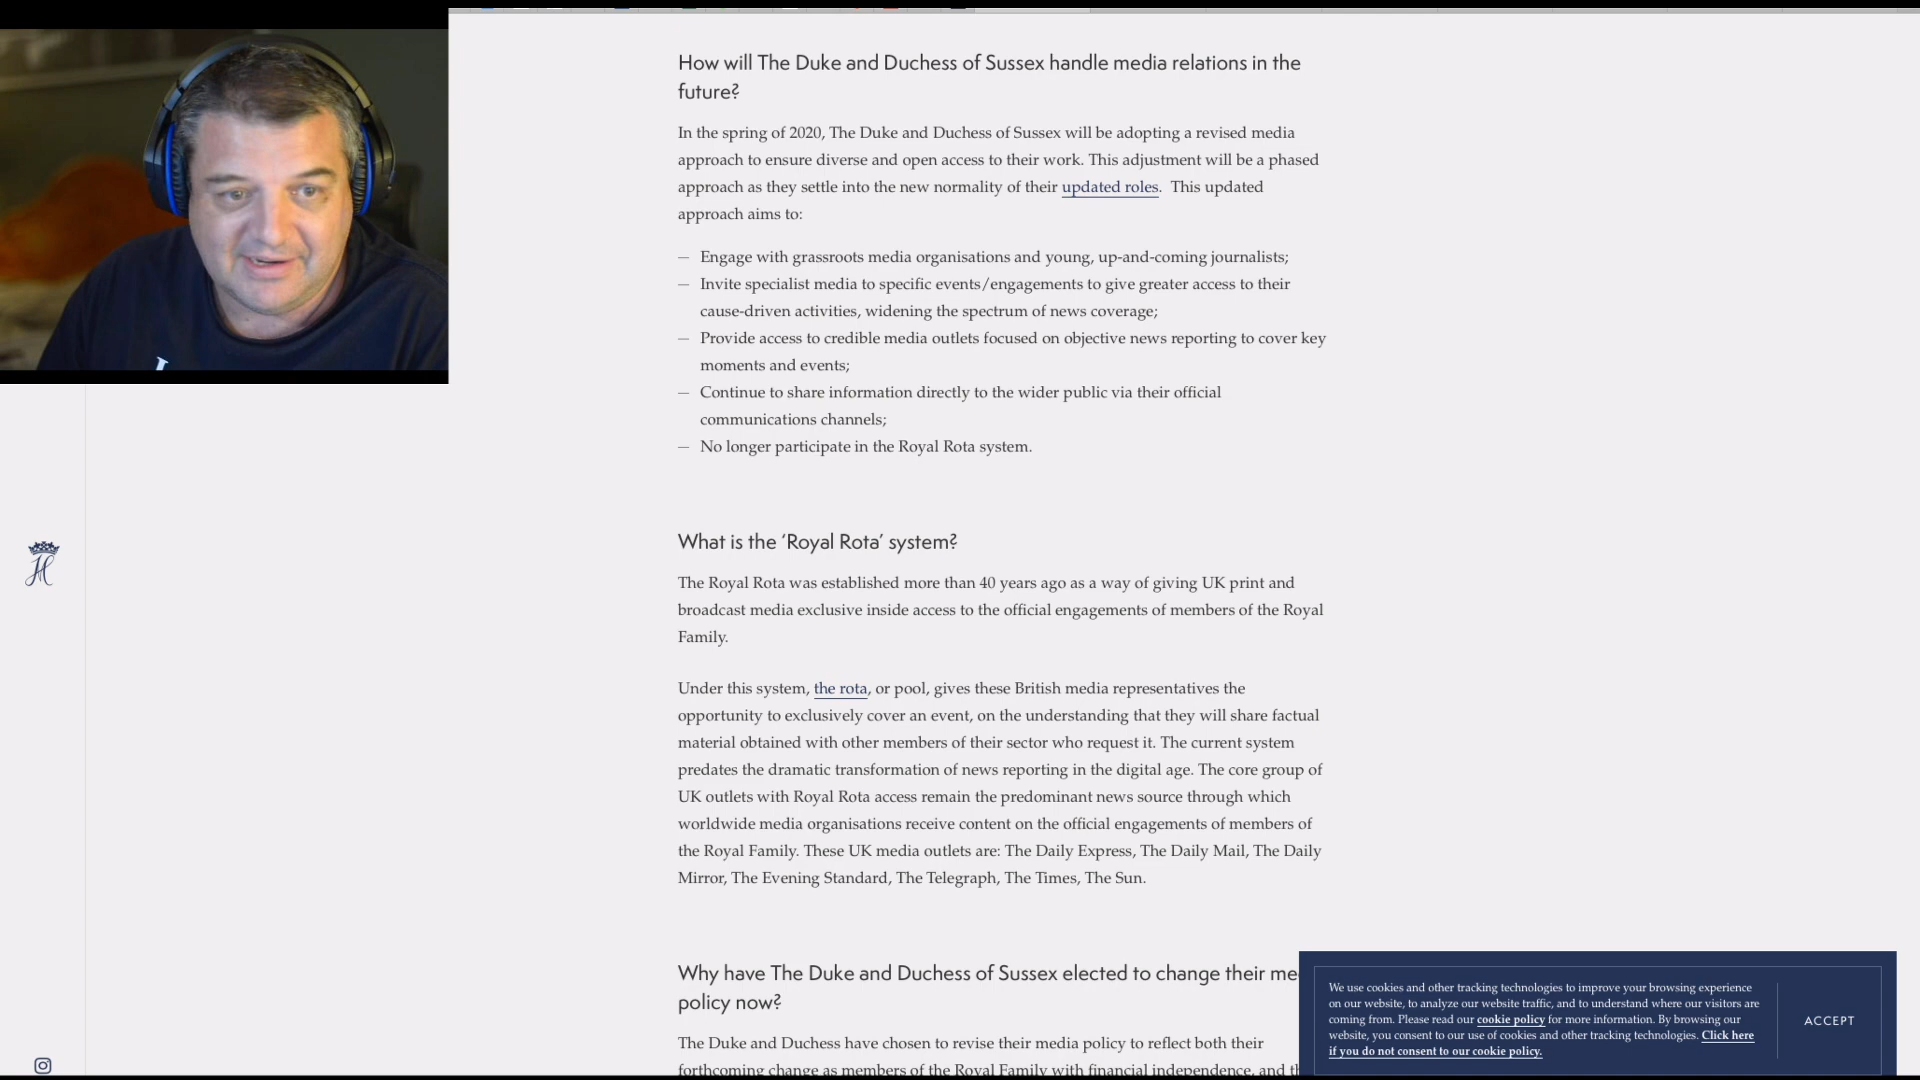 How will The Duke and Duchess of Sussex handle media relations in the
future?
In the spring of 2020, The Duke and Duchess of Sussex will be adopting a revised media
approach to ensure diverse and open access to their work. This adjustment will be a phased
approach as they settle into the new normality of their updated roles.  This updated
approach aims to:
— Engage with grassroots media organisations and young, up-and-coming journalists;
— Invite specialist media to specific events/engagements to give greater access to their
cause-driven activities, widening the spectrum of news coverage;
— Provide access to credible media outlets focused on objective news reporting to cover key
moments and events;
— Continue to share information directly to the wider public via their official
communications channels;
— No longer participate in the Royal Rota system.
What is the ‘Royal Rota’ system?
The Royal Rota was established more than 40 years ago as a way of giving UK print and
broadcast media exclusive inside access to the official engagements of members of the Royal
Family.
Under this system, the rota, or pool, gives these British media representatives the
opportunity to exclusively cover an event, on the understanding that they will share factual
material obtained with other members of their sector who request it. The current system
predates the dramatic transformation of news reporting in the digital age. The core group of
UK outlets with Royal Rota access remain the predominant news source through which
worldwide media organisations receive content on the official engagements of members of
the Royal Family. These UK media outlets are: The Daily Express, The Daily Mail, The Daily
Mirror, The Evening Standard, The Telegraph, The Times, The Sun.
Why have The Duke and Duchess of Sussex elected to change their me
policy now?
The Duke and Duchess have chosen to revise their media policy to reflect both their
forthcoming change as members of the Royal Family with financial independence, and th
We use cookies and other tracking technologies to improve your browsing experience
on our website, to analyze our website traffic, and to understand where our visitors are
coming from. Please read our cookie policy for more information. By browsing our
website, you consent to our use of cookies and other tracking technologies. Click here
if you do not consent to our cookie policy.
ACCEPT